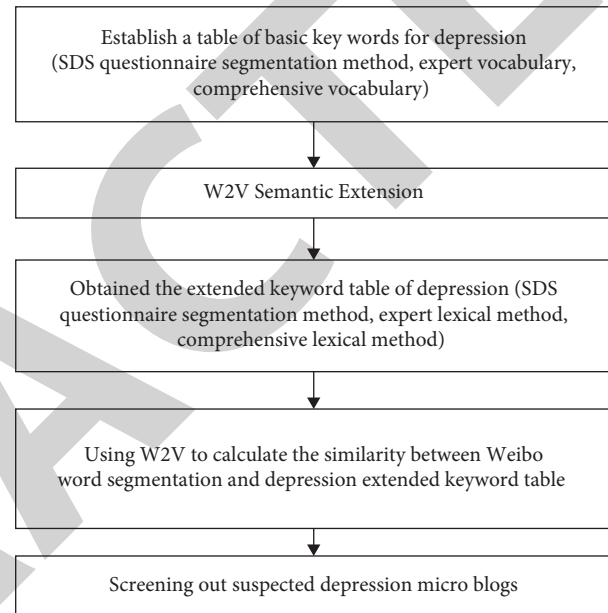 Establish a table of basic key words for depression
(SDS questionnaire segmentation method, expert vocabulary,
comprehensive vocabulary)
W2V Semantic Extension
Obtained the extended keyword table of depression (SDS
questionnaire segmentation method, expert lexical method,
comprehensive lexical method)
Using W2V to calculate the similarity between Weibo
word segmentation and depression extended keyword table
Screening out suspected depression micro blogs